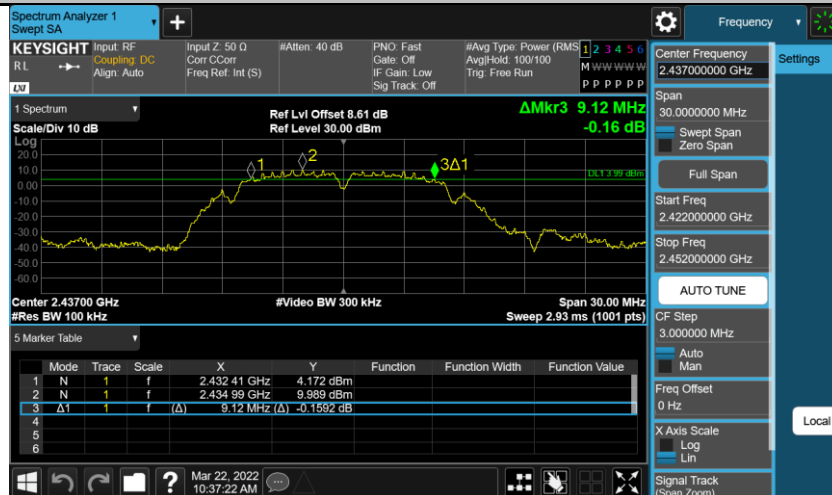 Spectrum Analyzer 1
Swept SA
Frequency
KEYSIGHT
RL
LXI
Input: RF
Coupling: DC
Align: Auto
Input Z: 50 Ω
Corr CCorr
Freq Ref: Int (S)
#Atten: 40 dB
PNO: Fast
Gate: Off
IF Gain: Low
Sig Track: Off
#Avg Type: Power (RMS
Avg|Hold: 100/100
Trig: Free Run
1 2 3 4 5 6
M W W W W W
P P P P P P
1 Spectrum
Scale/Div 10 dB
Ref Lvl Offset 8.61 dB
Ref Level 30.00 dBm
ΔMkr3 9.12 MHz
-0.16 dB
Log
20.0
10.0
0.00
-10.0
-20.0
-30.0
-40.0
-50.0
-60.0
1
2
3Δ1
DL1 3.99 dBm
Center 2.43700 GHz
#Res BW 100 kHz
#Video BW 300 kHz
Span 30.00 MHz
Sweep 2.93 ms (1001 pts)
5 Marker Table
Mode Trace Scale X Y Function Function Width Function Value
1 N 1 f 2.432 41 GHz 4.172 dBm
2 N 1 f 2.434 99 GHz 9.989 dBm
3 Δ1 1 f (Δ) 9.12 MHz (Δ) -0.1592 dB
4
5
6
Mar 22, 2022
10:37:22 AM
?
Center Frequency
2.437000000 GHz
Span
30.0000000 MHz
Swept Span
Zero Span
Full Span
Start Freq
2.422000000 GHz
Stop Freq
2.452000000 GHz
AUTO TUNE
CF Step
3.000000 MHz
Auto
Man
Freq Offset
0 Hz
X Axis Scale
Log
Lin
Signal Track
(Span Zoom)
Settings
Local